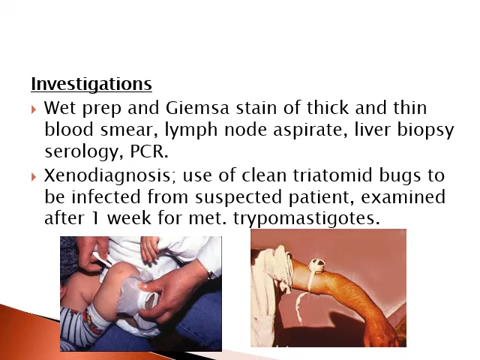 Investigations
Wet prep and Giemsa stain of thick and thin
blood smear, lymph node aspirate, liver biopsy
serology, PCR.
Xenodiagnosis; use of clean triatomid bugs to
be infected from suspected patient, examined
after 1 week for met. trypomastigotes.